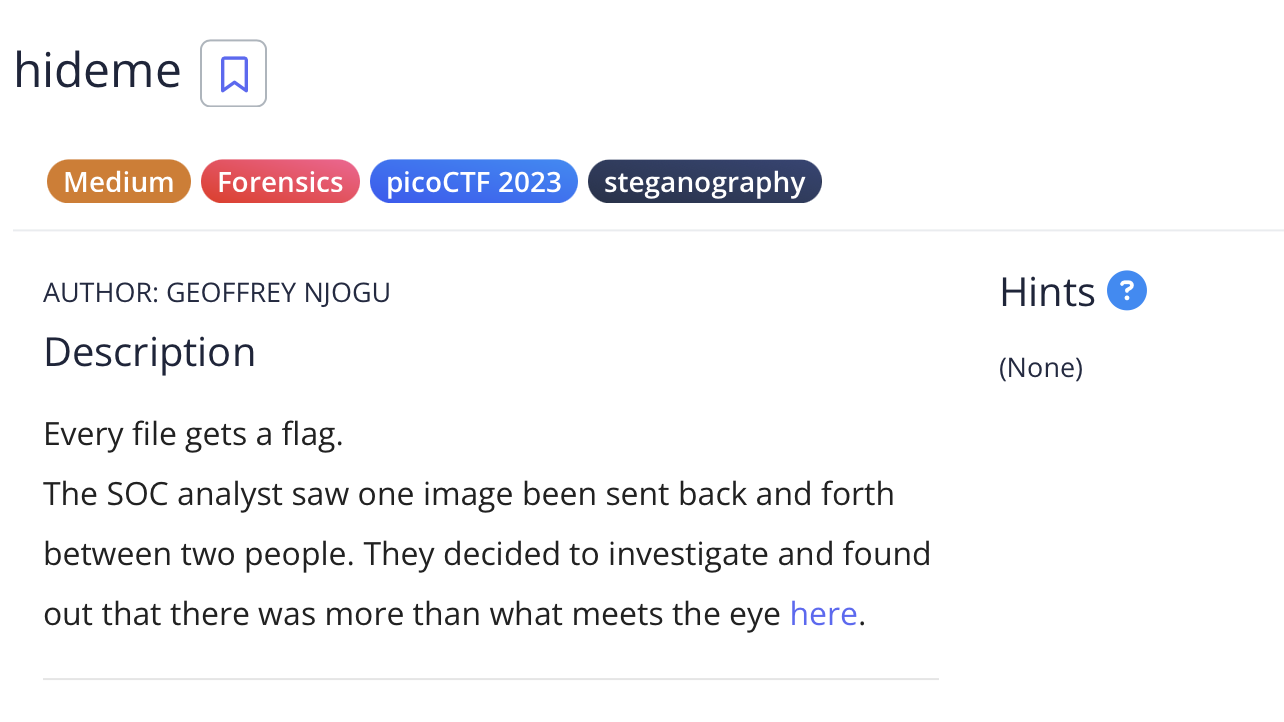 hideme
Medium Forensics picoCTF 2023 steganography
AUTHOR: GEOFFREY NJOGU
Description
Every file gets a flag.
The SOC analyst saw one image been sent back and forth
between two people. They decided to investigate and found
out that there was more than what meets the eye here.
Hints ?
(None)